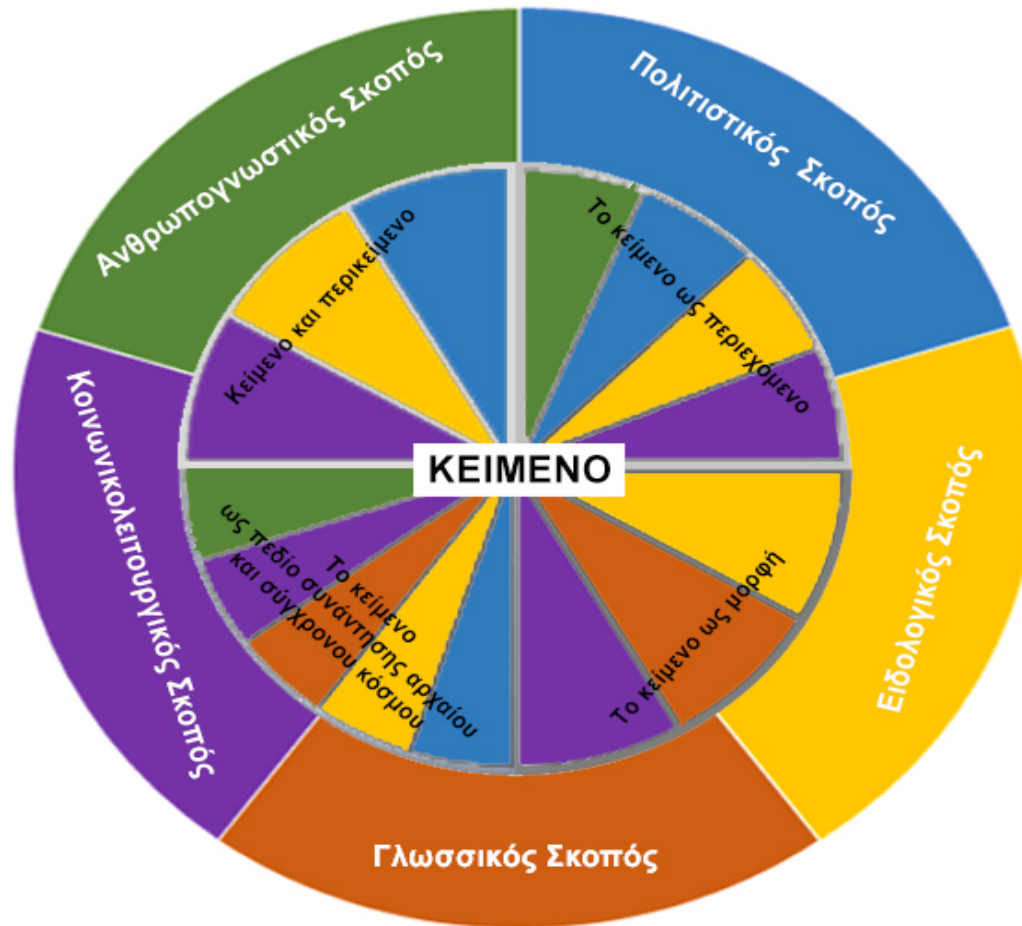 Ανθρωπογνωστικός Σκοπός
Πολιτιστικός Σκοπός
Κείμενο και περικείμενο
Το κείμενο ως περιεχόμενο
ΚΕΙΜΕΝΟ
Κοινωνικολειτουργικός Σκοπός
Ειδολογικός Σκοπός
Το κείμενο
ως πεδίο συνάντησης αρχαίου
και σύγχρονου κόσμου
Το κείμενο ως μορφή
Γλωσσικός Σκοπός